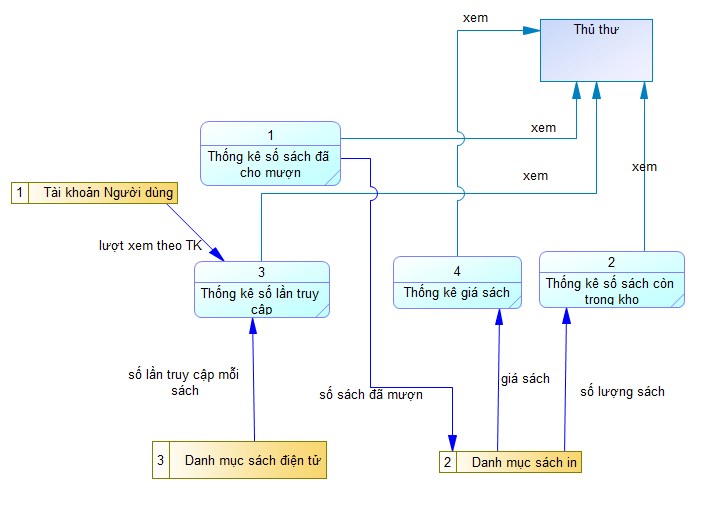 xem
Thủ thư
1
Thống kê số sách đã
cho mượn
xem
1
Tài khoản Người dùng
xem
xem
lượt xem theo TK
3
Thống kê số lần truy
cập
4
Thống kê giá sách
2
Thống kê số sách còn
trong kho
số lần truy cập mỗi
sách
số sách đã mượn
giá sách
số lượng sách
3
Danh mục sách điện tử
2
Danh mục sách in